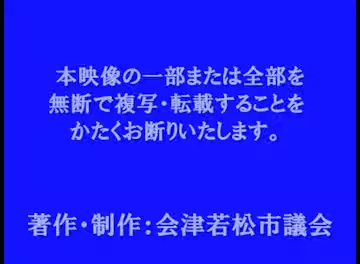 本映像の一部または全部を
無断で複写・転載することを
かたくお断りいたします。
著作・制作：会津若松市議会